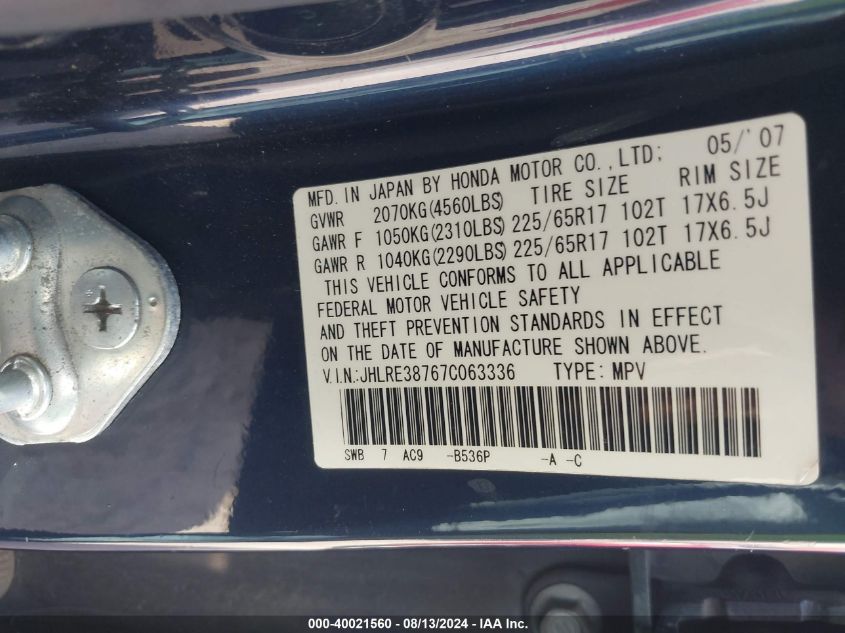 MFD. IN JAPAN BY HONDA MOTOR CO.,LTD; 05/'07
GVWR 2070KG(4560LBS) TIRE SIZE RIM SIZE
GAWR F 1050KG(2310LBS) 225/65R17 102T 17X6.5J
GAWR R 1040KG(2290LBS) 225/65R17 102T 17X6.5J
THIS VEHICLE CONFORMS TO ALL APPLICABLE
FEDERAL MOTOR VEHICLE SAFETY
AND THEFT PREVENTION STANDARDS IN EFFECT
ON THE DATE OF MANUFACTURE SHOWN ABOVE.
V.I.N.:JHLRE38767C063336 TYPE: MPV
SWB 7 AC9 -B536P -A -C
000-40021560 - 08/13/2024 - IAA Inc.